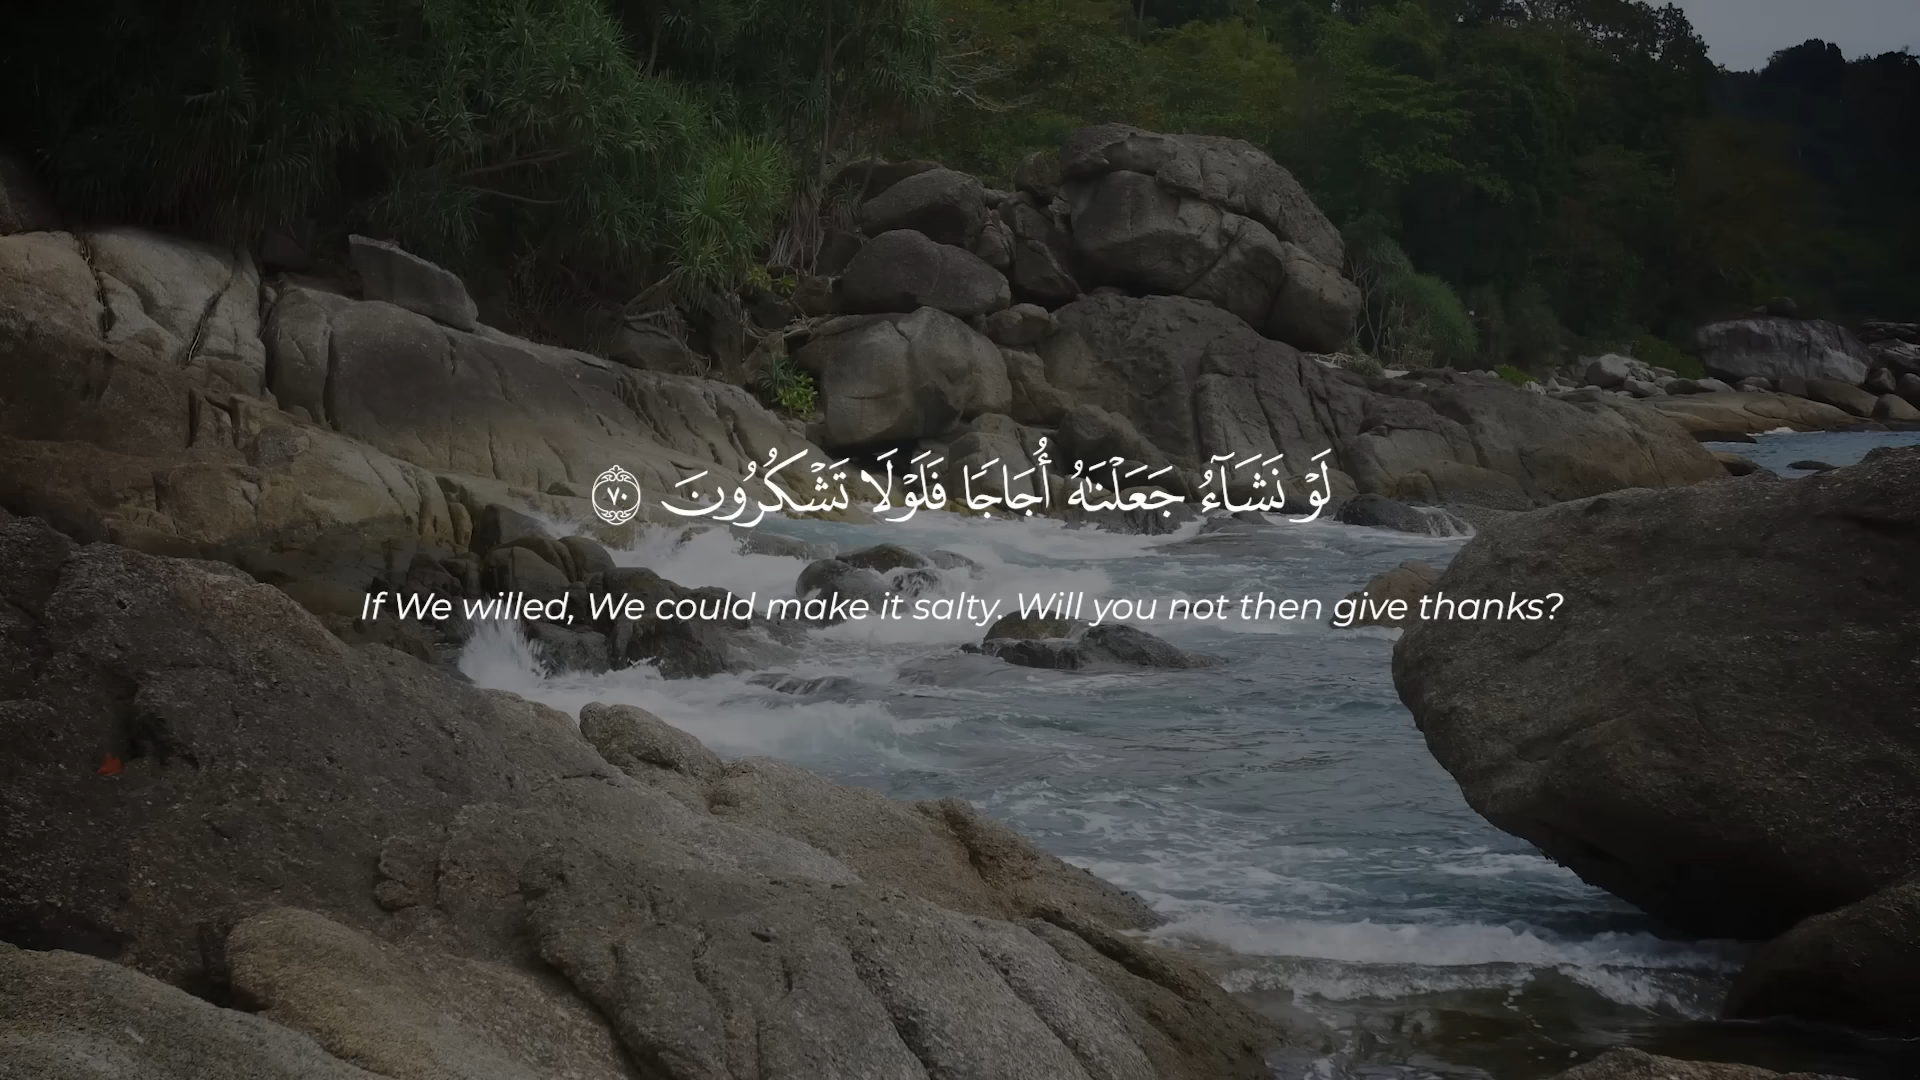 لَوْ نَشَآءُ جَعَلْنَٰهُ أُجَاجًا فَلَوْلَا تَشْكُرُونَ ٧٠
If We willed, We could make it salty. Will you not then give thanks?